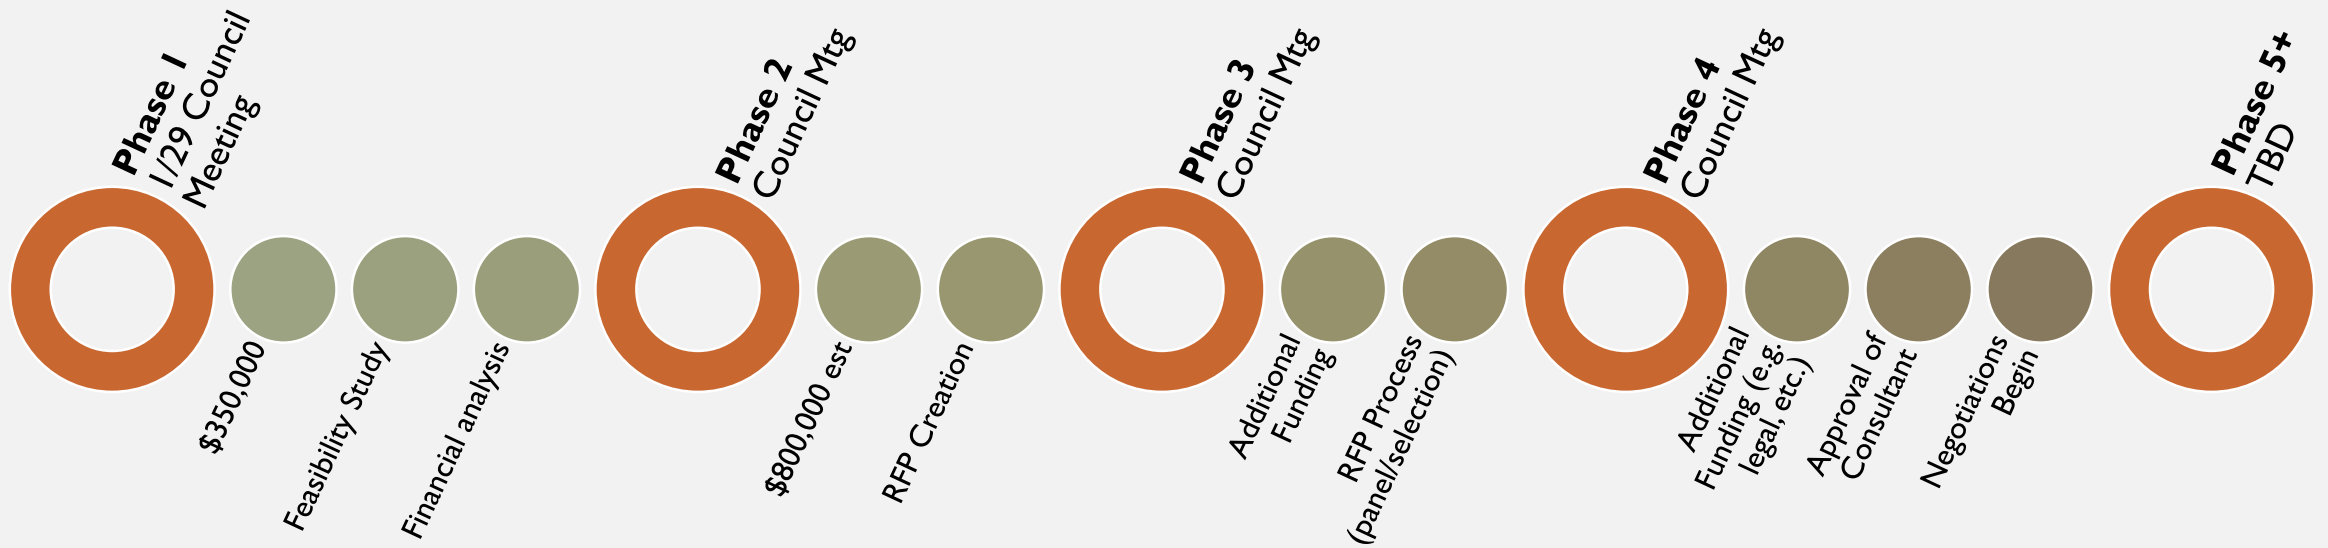 Phase 1
1/29 Council
Meeting
$350,000
Feasibility Study
Financial analysis
Phase 2
Council Mtg
$800,000 est
RFP Creation
Phase 3
Council Mtg
Additional
Funding
RFP Process
(panel/selection)
Phase 4
Council Mtg
Additional
Funding (e.g.
legal, etc.)
Approval of
Consultant
Negotiations
Begin
Phase 5+
TBD